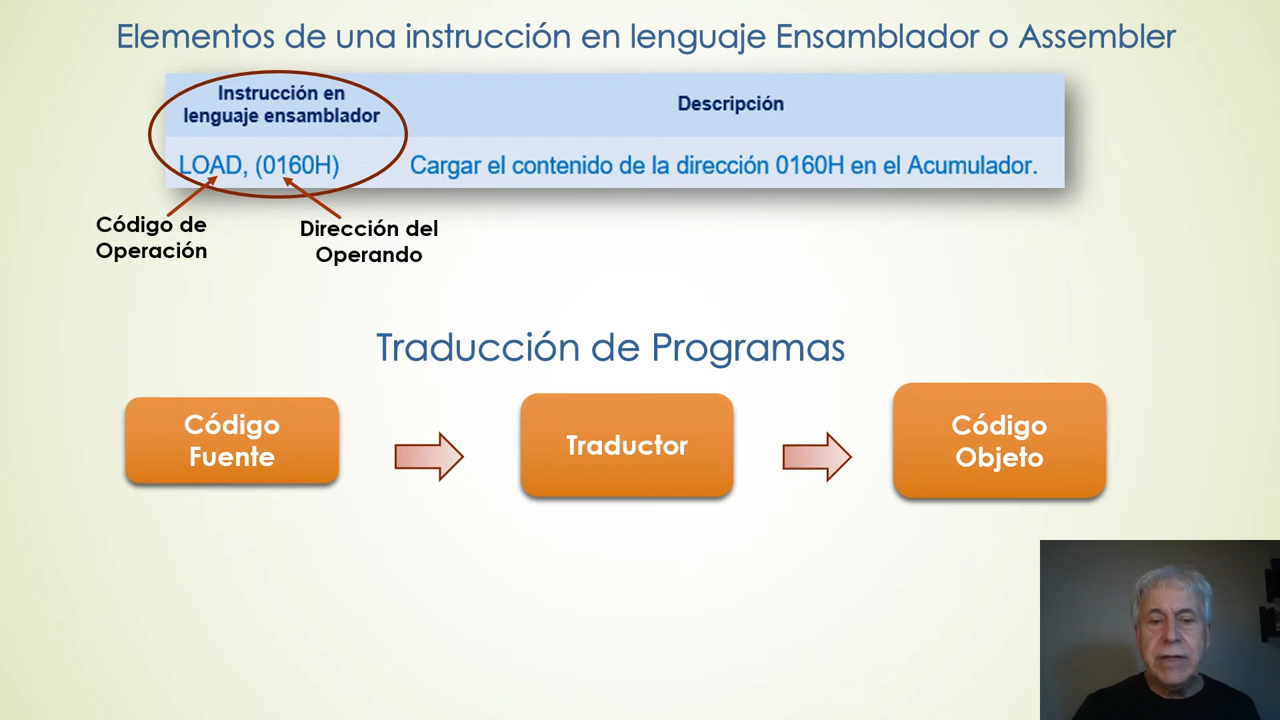 Elementos de una instrucción en lenguaje Ensamblador o Assembler
Instrucción en
lenguaje ensamblador
Descripción
LOAD, (0160H)
Cargar el contenido de la dirección 0160H en el Acumulador.
Código de
Operación
Dirección del
Operando
Traducción de Programas
Código
Fuente
Traductor
Código
Objeto